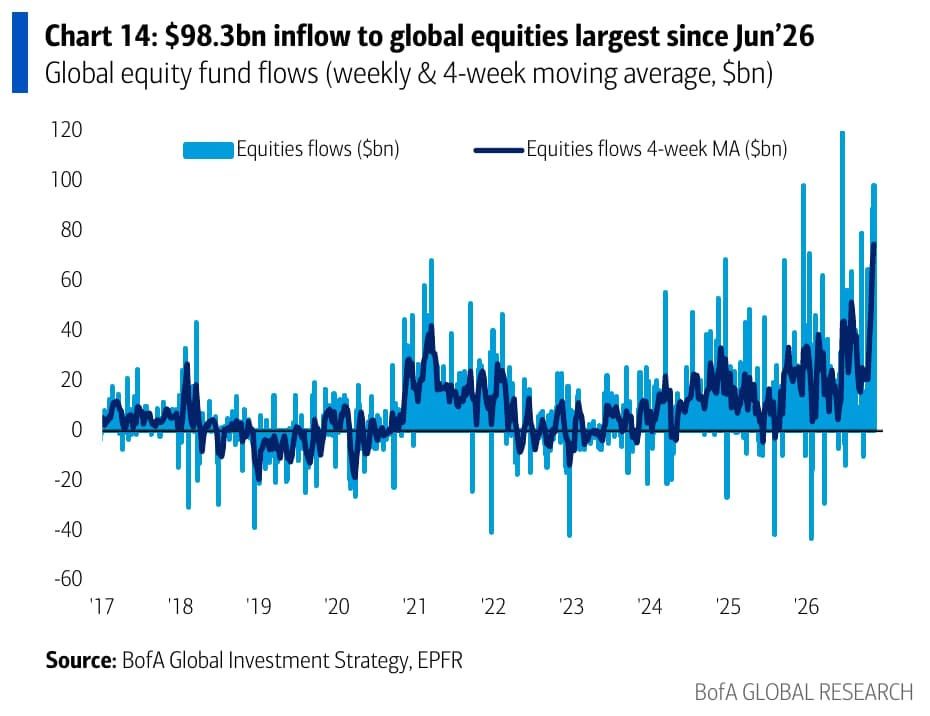 Chart 14: $98.3bn inflow to global equities largest since Jun'26
Global equity fund flows (weekly & 4-week moving average, $bn)
Equities flows ($bn)
Equities flows 4-week MA ($bn)
120
100
80
60
40
20
0
-20
-40
-60
'17 '18 '19 '20 '21 '22 '23 '24 '25 '26
Source: BofA Global Investment Strategy, EPFR
BofA GLOBAL RESEARCH